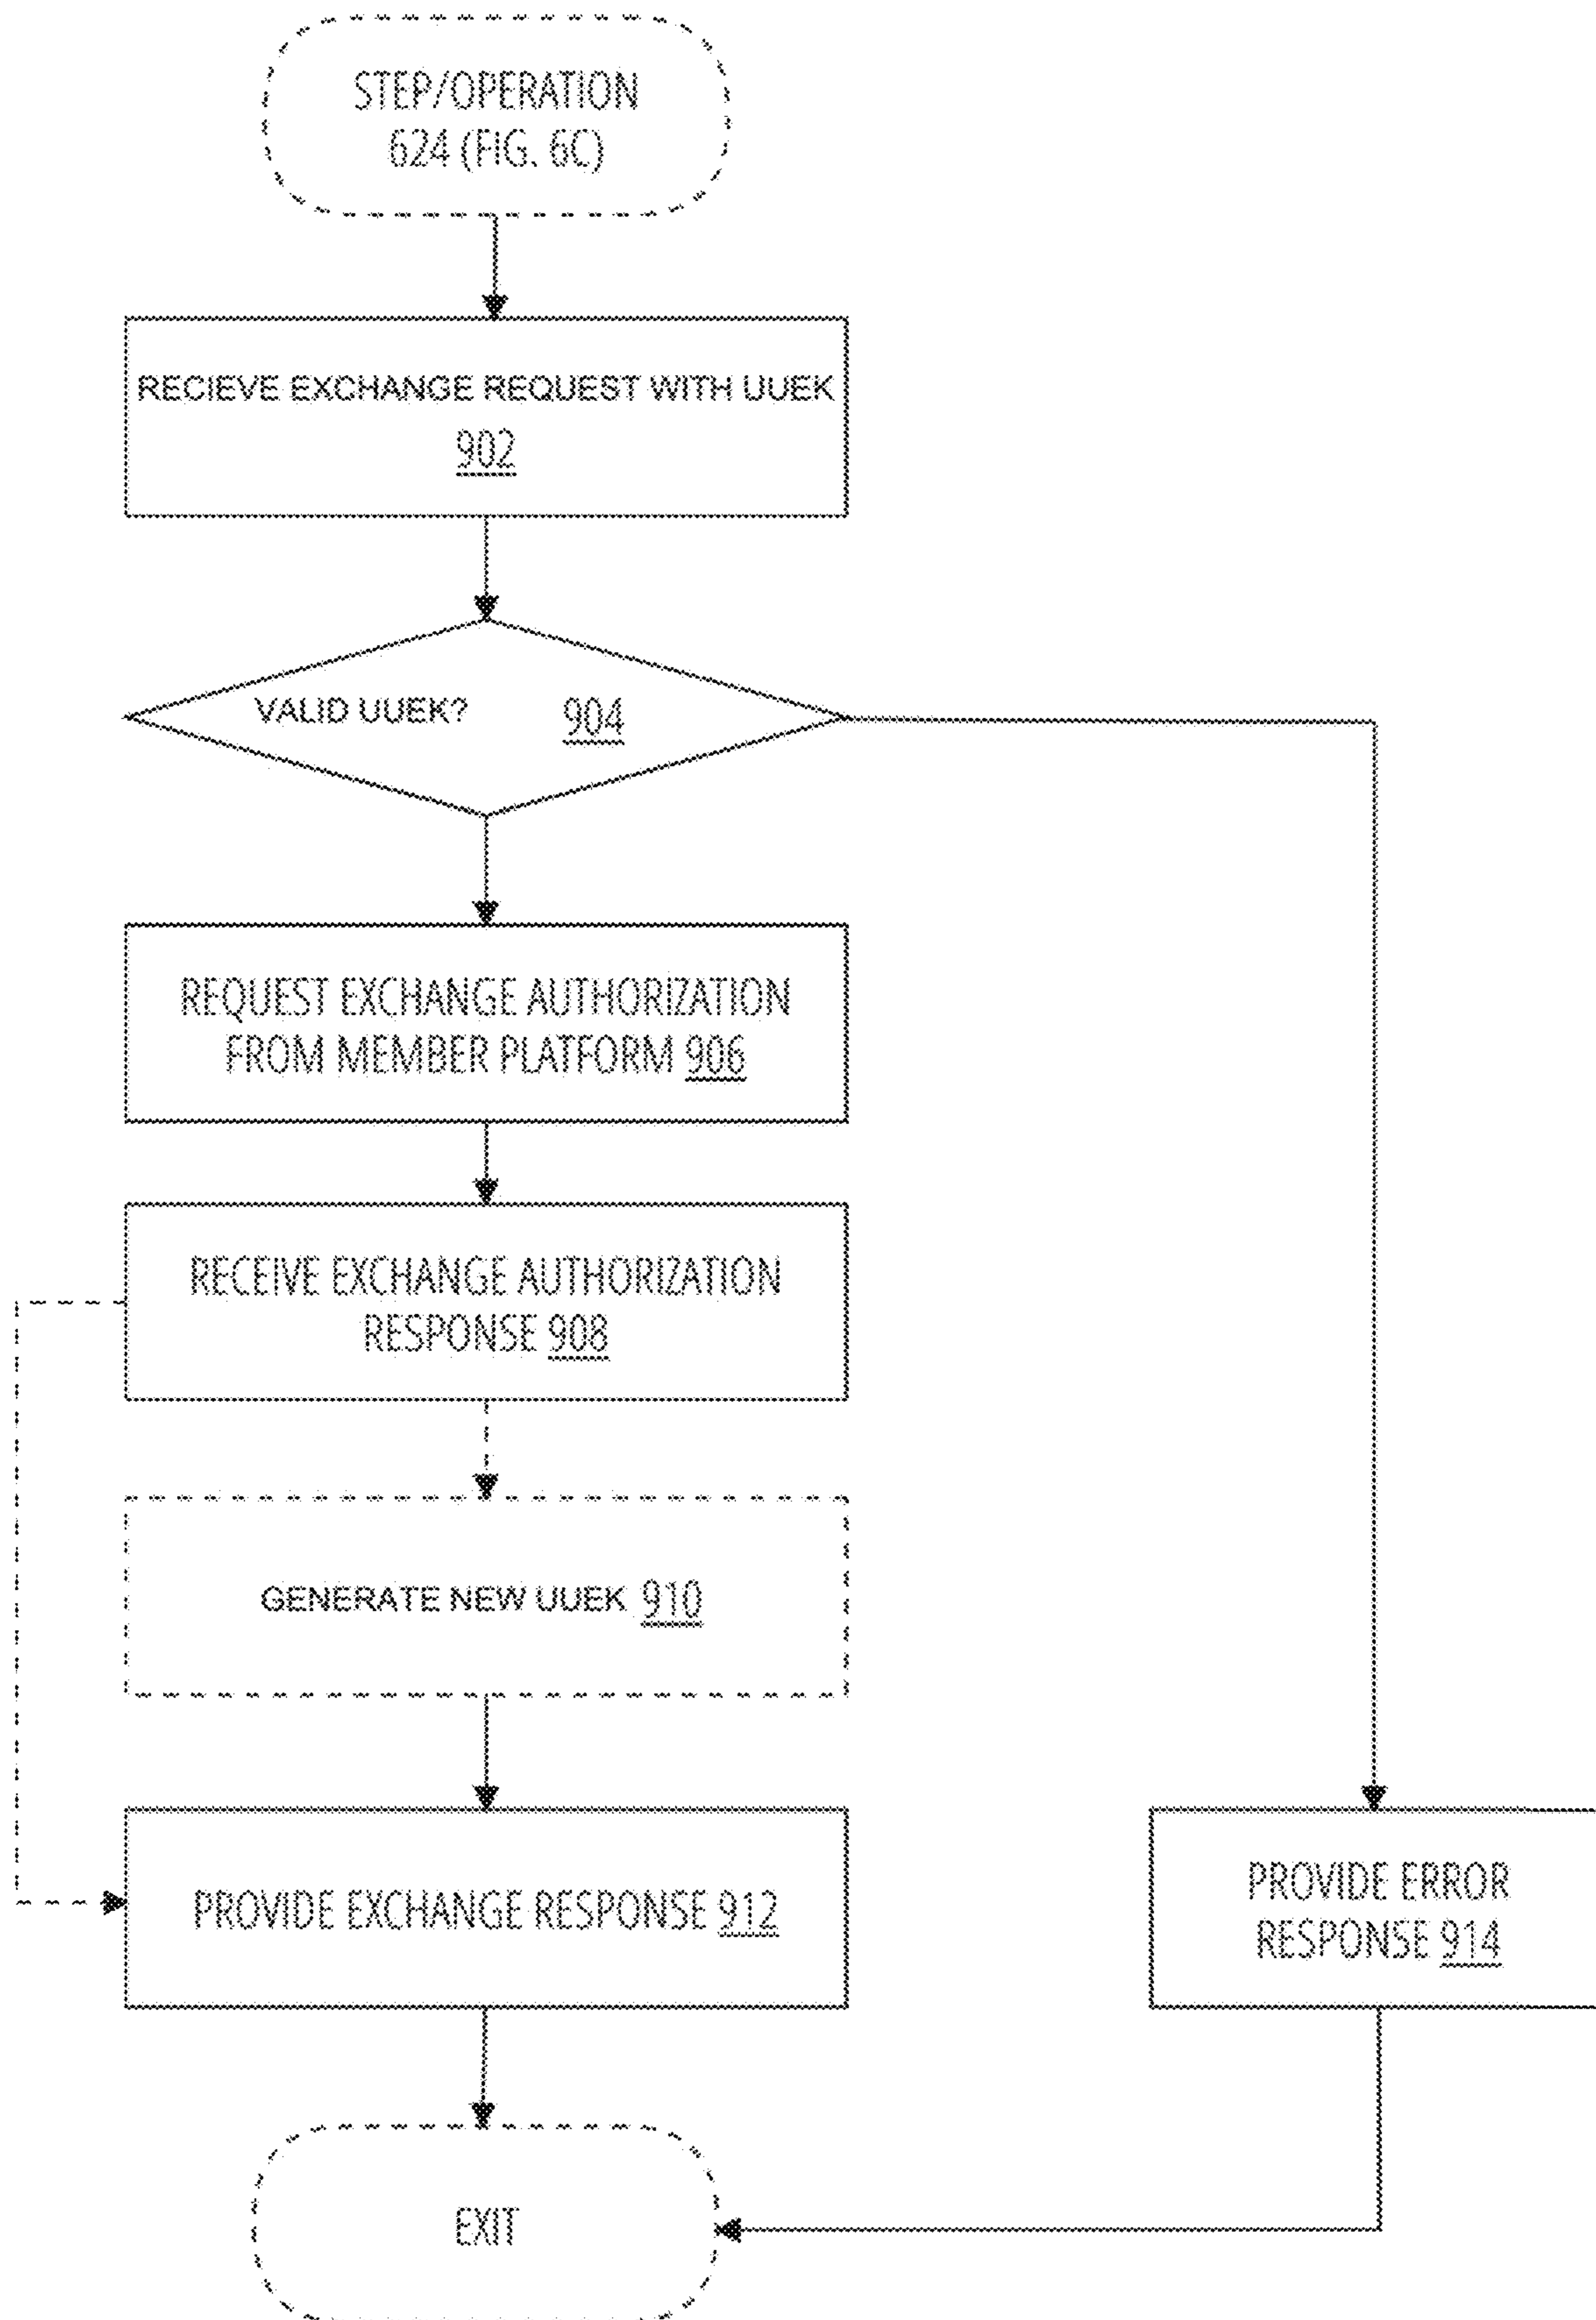 STEP/OPERATION
624 (FIG. 6C)
RECIEVE EXCHANGE REQUEST WITH UUEK
902
VALID UUEK? 904
REQUEST EXCHANGE AUTHORIZATION
FROM MEMBER PLATFORM 906
RECEIVE EXCHANGE AUTHORIZATION
RESPONSE 908
GENERATE NEW UUEK 910
PROVIDE EXCHANGE RESPONSE 912
PROVIDE ERROR
RESPONSE 914
EXIT